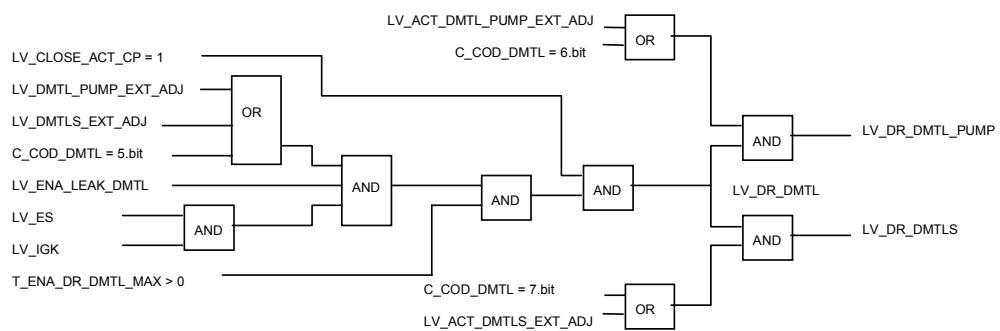 LV_ACT_DMTL_PUMP_EXT_ADJ
OR
C_COD_DMTL = 6.bit
LV_CLOSE_ACT_CP = 1
LV_DMTL_PUMP_EXT_ADJ
OR
LV_DMTLS_EXT_ADJ
C_COD_DMTL = 5.bit
LV_ENA_LEAK_DMTL
AND
LV_ES
AND
LV_IGK
T_ENA_DR_DMTL_MAX > 0
AND
AND
LV_DR_DMTL
AND
LV_DR_DMTL_PUMP
AND
LV_DR_DMTLS
C_COD_DMTL = 7.bit
OR
LV_ACT_DMTLS_EXT_ADJ